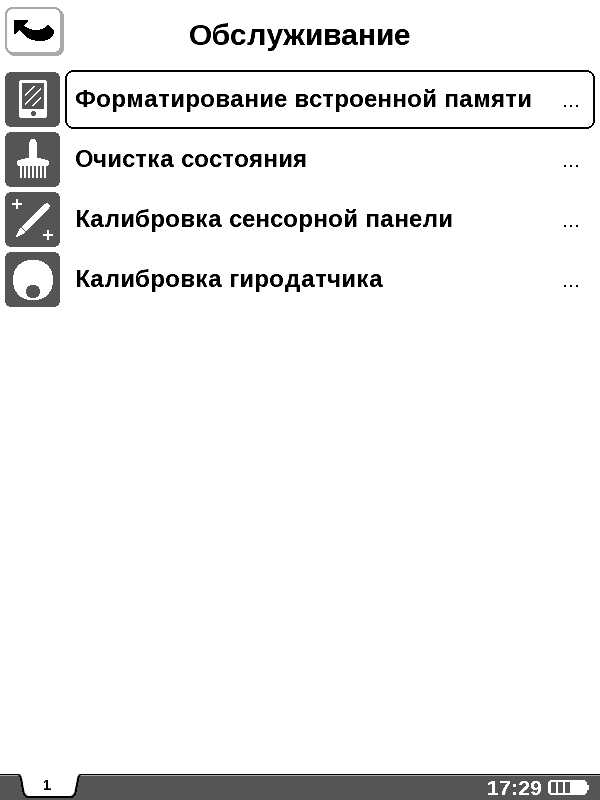 Обслуживание
Форматирование встроенной памяти ...
Очистка состояния ...
Калибровка сенсорной панели ...
Калибровка гиродатчика ...
1 17:29